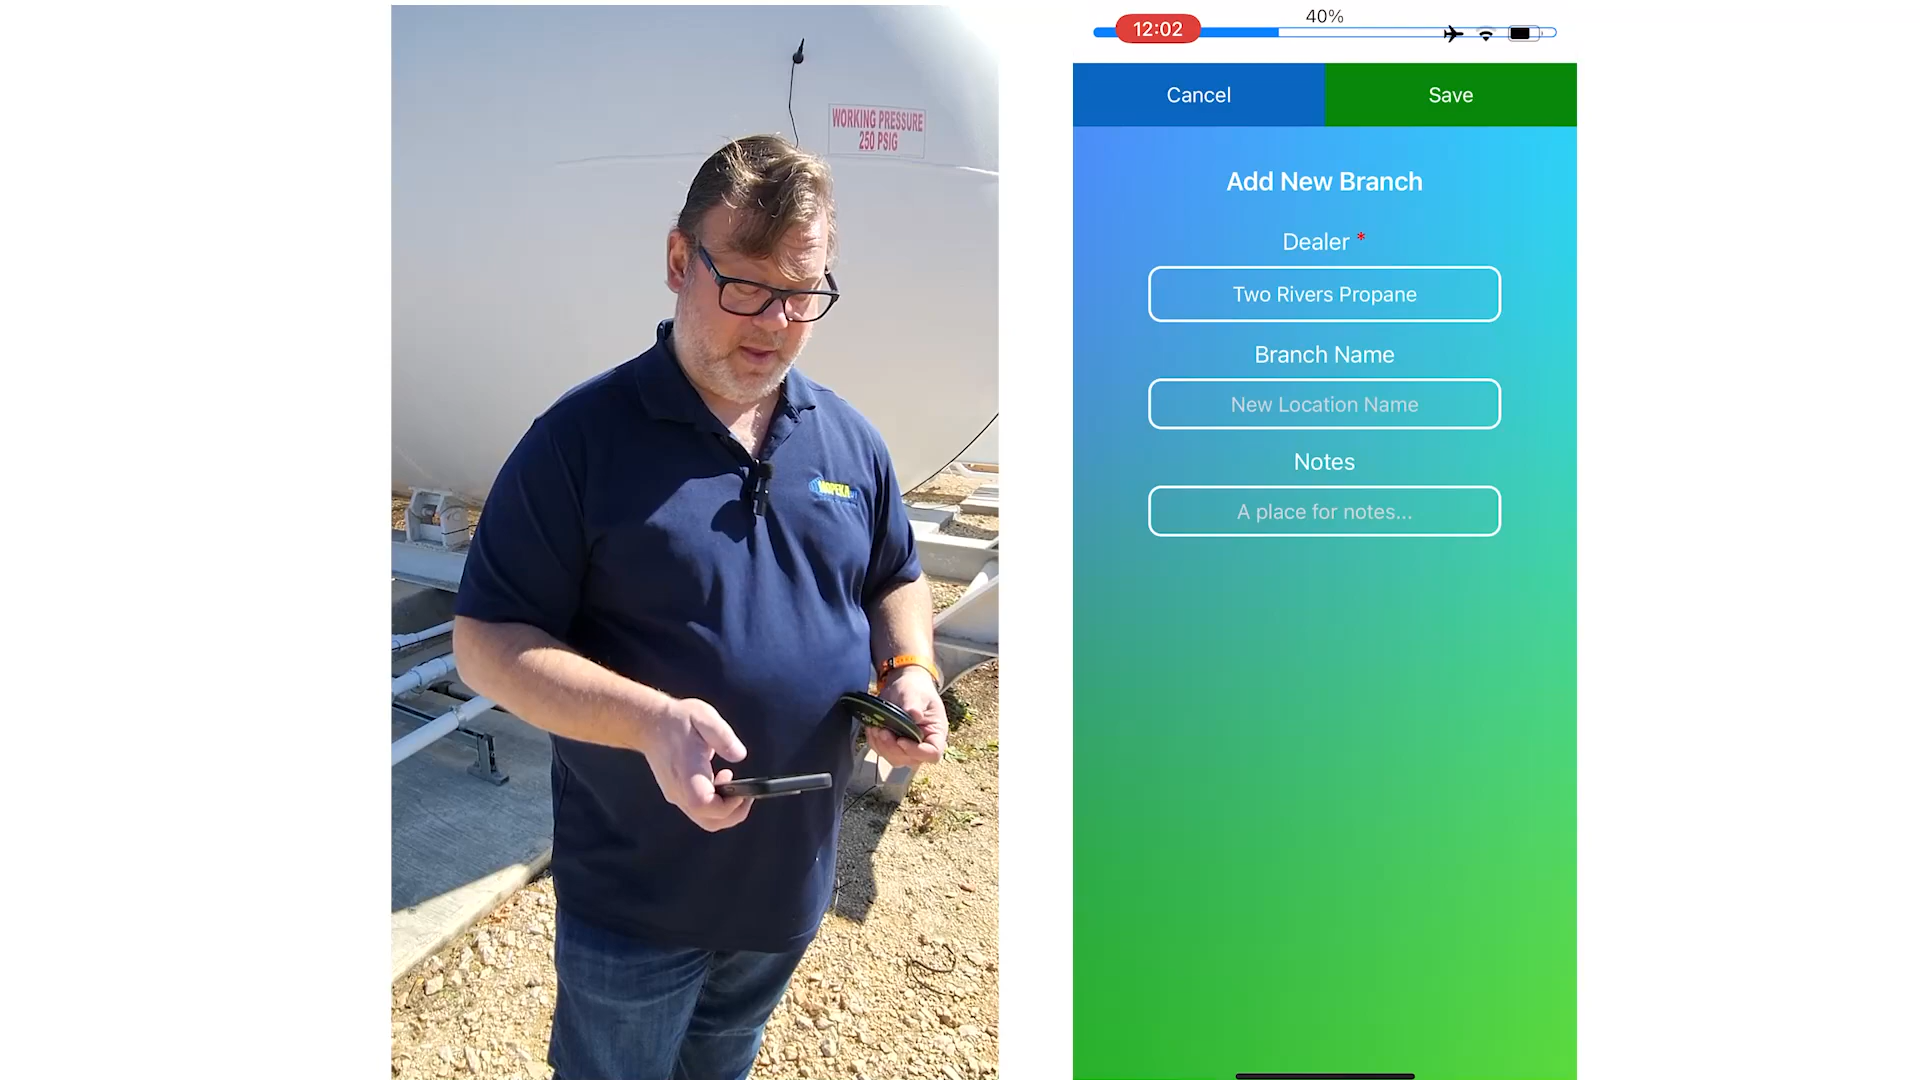 WORKING PRESSURE
250 PSIG
MOPEKA
40%
12:02
Cancel
Save
Add New Branch
Dealer *
Two Rivers Propane
Branch Name
New Location Name
Notes
A place for notes...